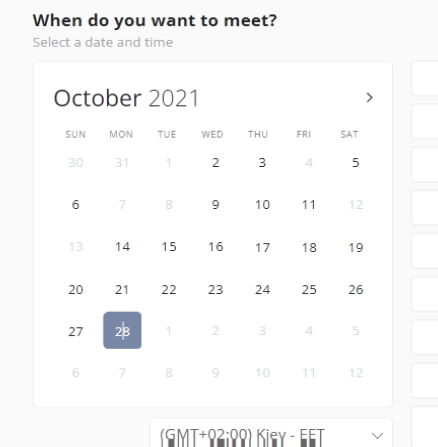 When do you want to meet?
Select a date and time
October 2021
SUN MON TUE WED THU FRI SAT
30 31 1 2 3 4 5
6 7 8 9 10 11 12
13 14 15 16 17 18 19
20 21 22 23 24 25 26
27 28 1 2 3 4 5
6 7 8 9 10 11 12
(GMT+02:00) Kiev - EET